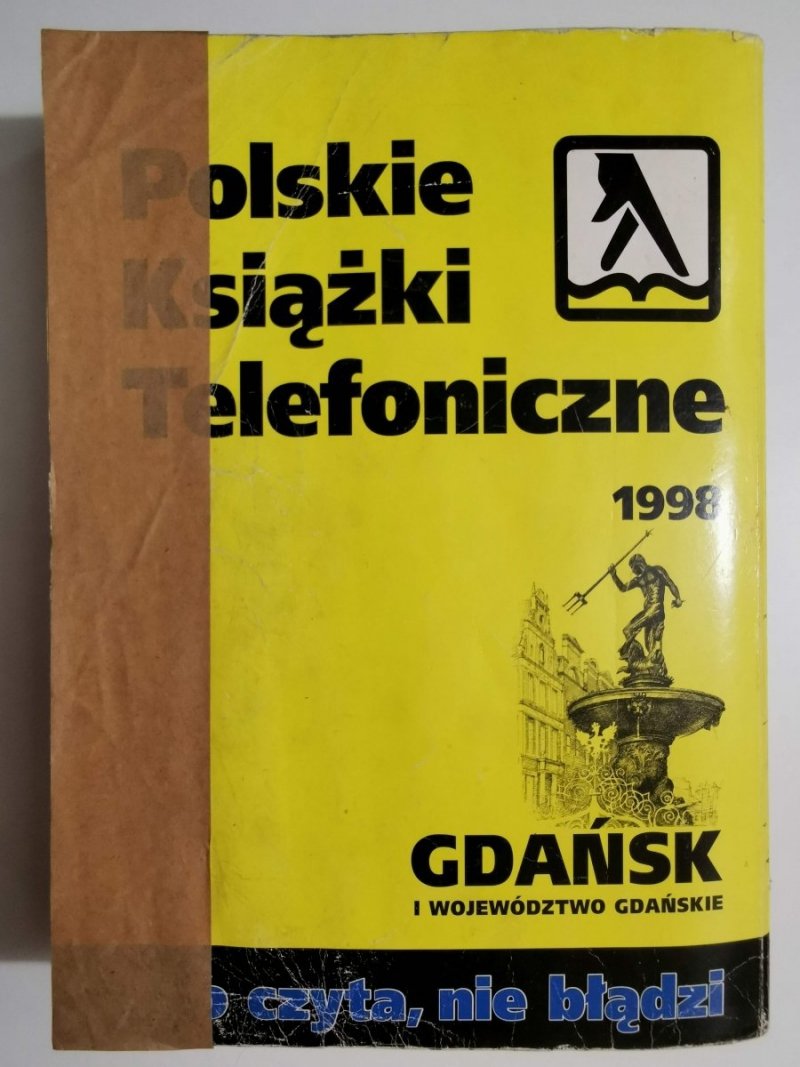 Polskie
Książki
Telefoniczne
1998
GDAŃSK
I WOJEWÓDZTWO GDAŃSKIE
czyta, nie błądzi